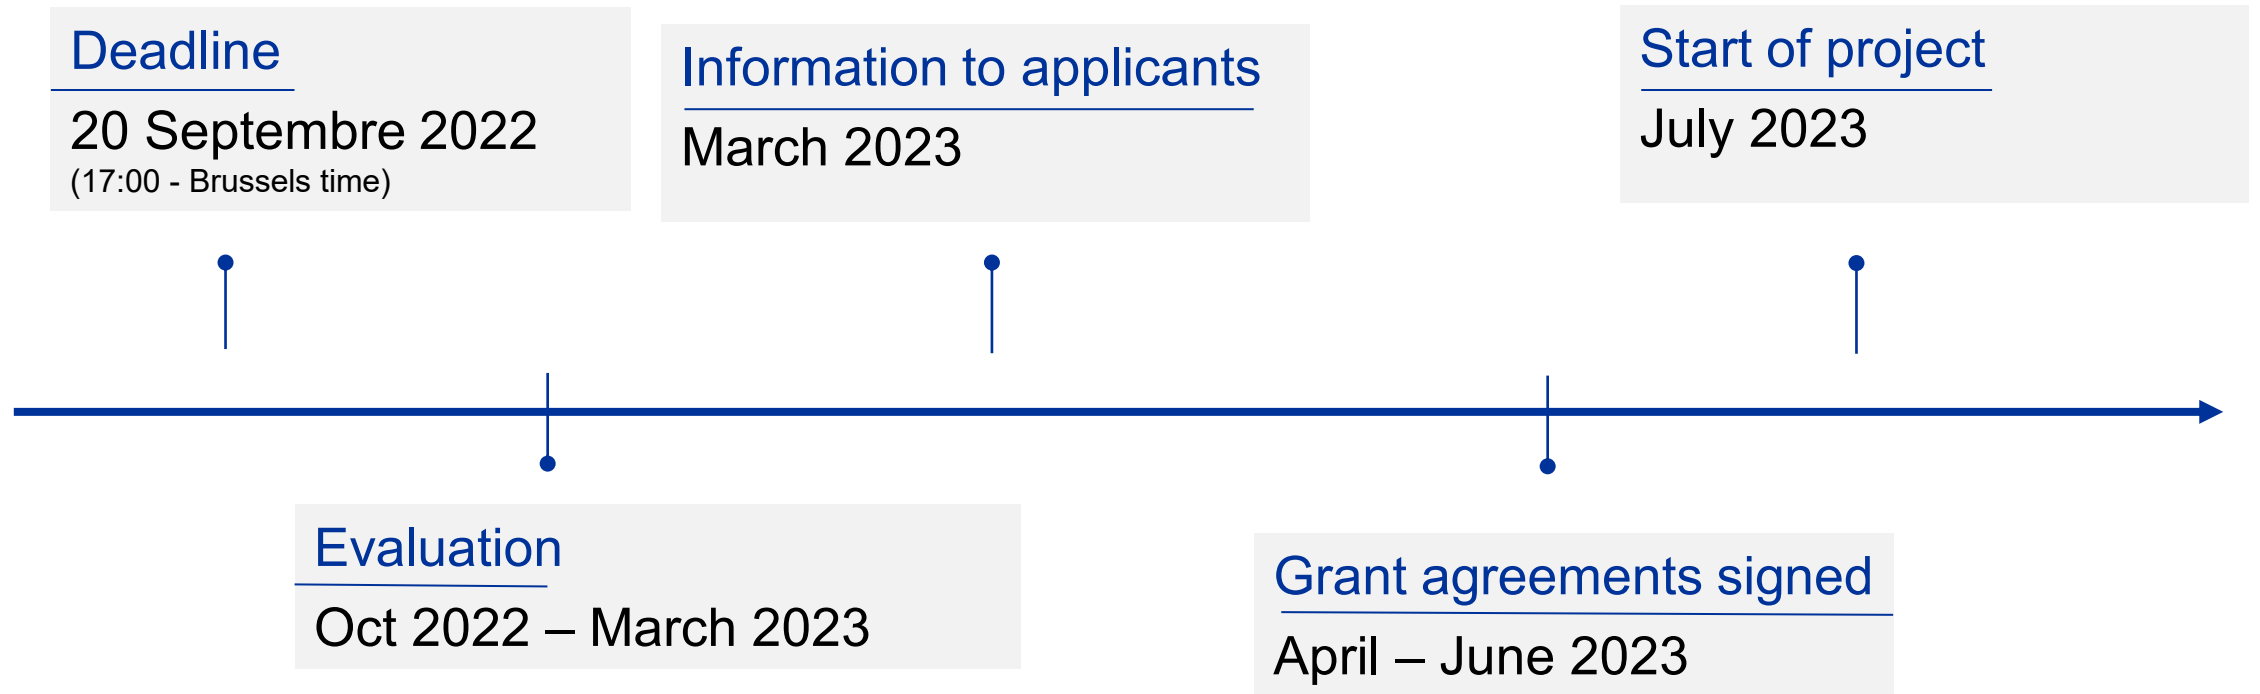 Deadline
20 Septembre 2022
(17:00 - Brussels time)
Information to applicants
March 2023
Start of project
July 2023
Evaluation
Oct 2022 – March 2023
Grant agreements signed
April – June 2023